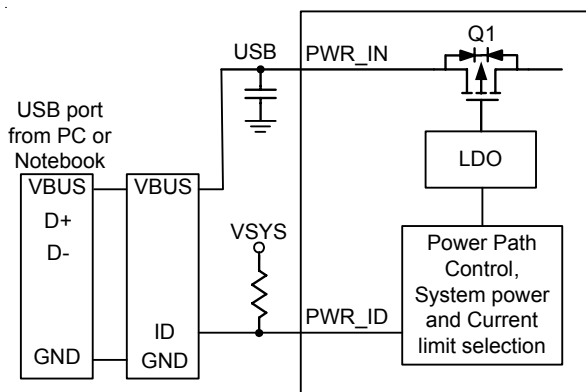 Q1
USB
PWR_IN
USB port
from PC or
Notebook
LDO
VBUS
VBUS
D+
D-
VSYS
Power Path
Control,
System power
and Current
limit selection
PWR_ID
ID
GND
GND